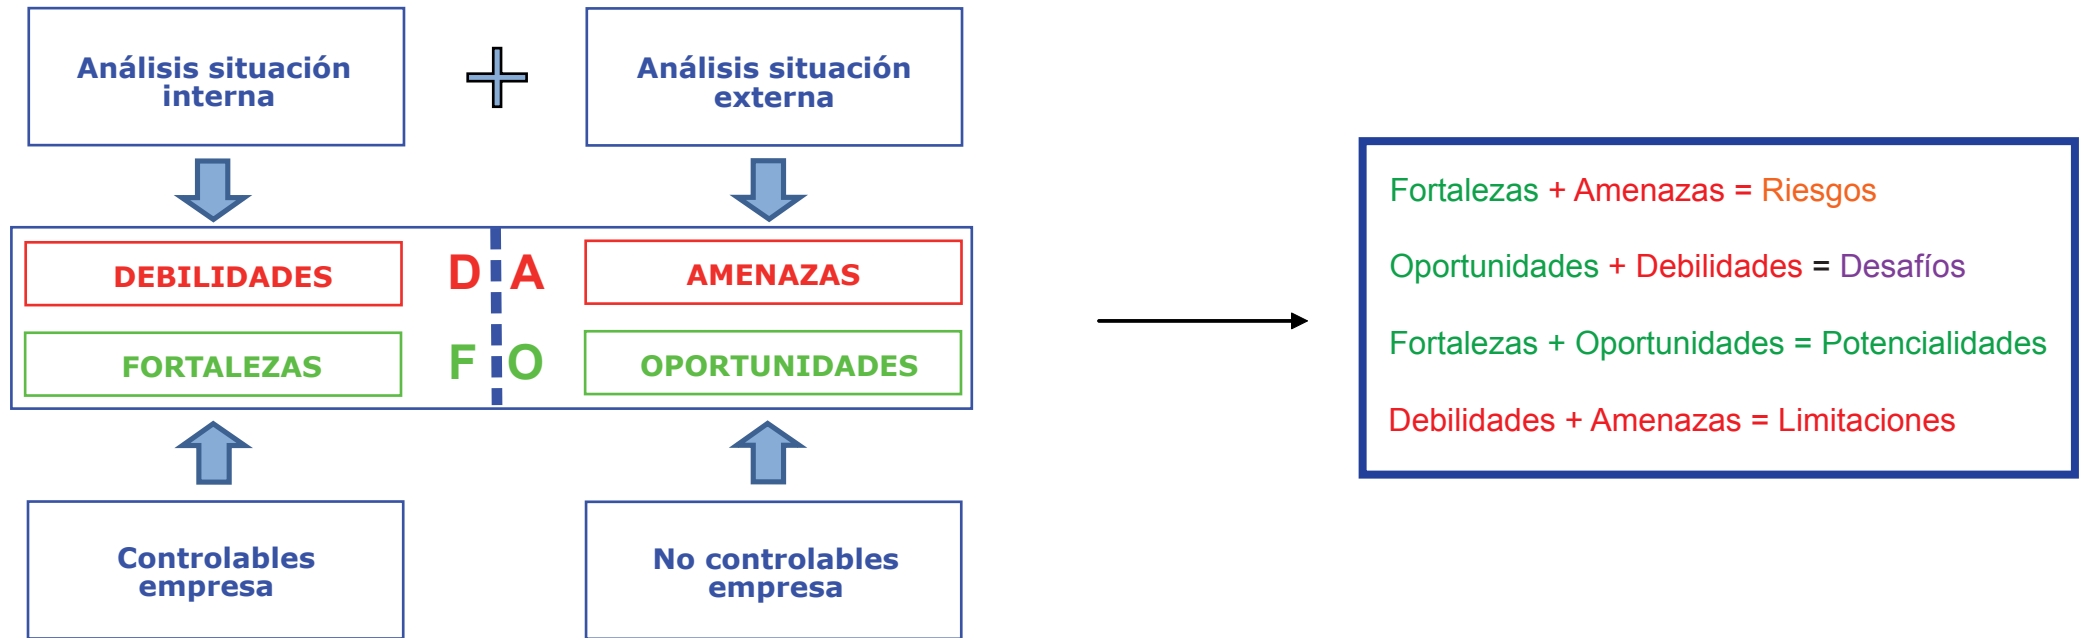 Análisis situación
interna
Análisis situación
externa
DEBILIDADES
D A
AMENAZAS
FORTALEZAS
F O
OPORTUNIDADES
Controlables
empresa
No controlables
empresa
Fortalezas + Amenazas = Riesgos
Oportunidades + Debilidades = Desafíos
Fortalezas + Oportunidades = Potencialidades
Debilidades + Amenazas = Limitaciones